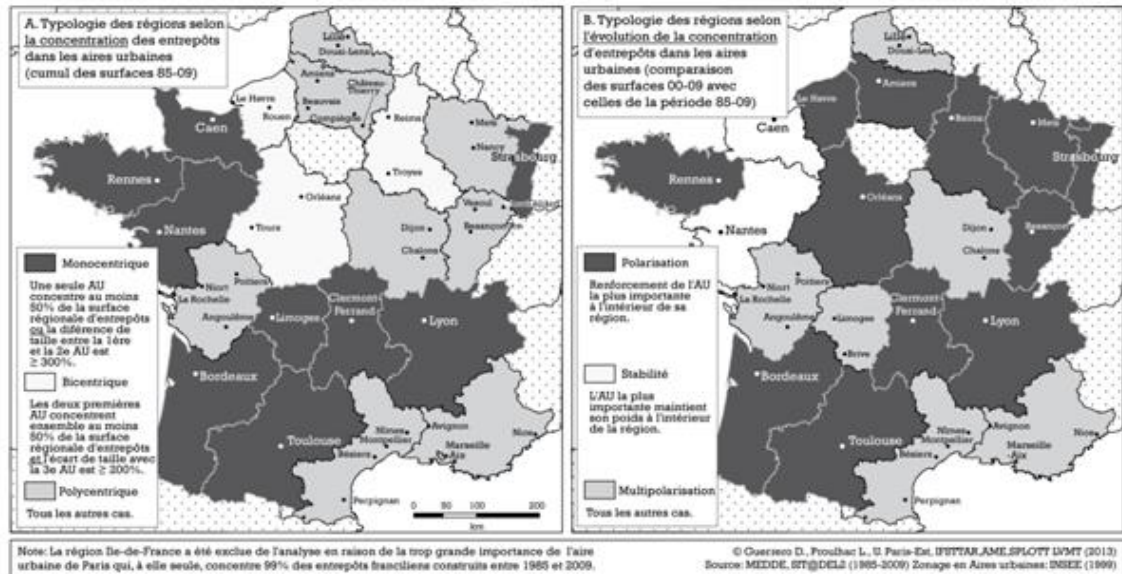 A. Typologie des régions selon
la concentration des entrepôts
dans les aires urbaines
(cumul des surfaces 85-09)
Lille
Douai-Lens
Amiens
Château
Thierry
Beauvais
Compiègne
Le Havre
Rouen
Reims
Caen
Metz
Nancy
Strasbourg
Rennes
Troyes
Orléans
Vesoul
Tours
Dijon
Besançon
Nantes
Chalons
Monocentrique
Une seule AU
concentre au moins
50% de la surface
régionale d'entrepôts
ou la diférence de
taille entre la 1ère
et la 2e AU est
≥ 300%.
Niort
Poitiers
La Rochelle
Angoulême
Limoges
Clermont
Ferrand
Lyon
Bordeaux
Bicentrique
Les deux premières
AU concentrent
ensemble au moins
50% de la surface
régionale d'entrepôts
et l'écart de taille avec
la 3e AU est ≥ 200%.
Toulouse
Nîmes
Montpellier
Avignon
Nice
Marseille
Aix
Béziers
Perpignan
Polycentrique
Tous les autres cas.
0 50 100 200
km
B. Typologie des régions selon
l'évolution de la concentration
d'entrepôts dans les aires
urbaines (comparaison
des surfaces 00-09 avec
celles de la période 85-09)
Lille
Douai-Lens
Amiens
Le Havre
Caen
Reims
Metz
Strasbourg
Rennes
Orléans
Nantes
Dijon
Besançon
Chalons
Polarisation
Renforcement de l'AU
la plus importante
à l'intérieur de sa
région.
Niort
Poitiers
La Rochelle
Angoulême
Limoges
Brive
Clermont
Ferrand
Lyon
Bordeaux
Stabilité
L'AU la plus
importante maintient
son poids à l'intérieur
de la région.
Toulouse
Nîmes
Montpellier
Avignon
Nice
Marseille
Aix
Béziers
Perpignan
Multipolarisation
Tous les autres cas.
Note: La région Ile-de-France a été exclue de l'analyse en raison de la trop grande importance de l'aire
urbaine de Paris qui, à elle seule, concentre 99% des entrepôts franciliens construits entre 1985 et 2009.
© Guerrero D., Proulhac L., U. Paris-Est, IFSTTAR, AME, SPLOTT LVMT (2013)
Source: MEDDE, SIT@DEL2 (1985-2009) Zonage en Aires urbaines: INSEE (1999)